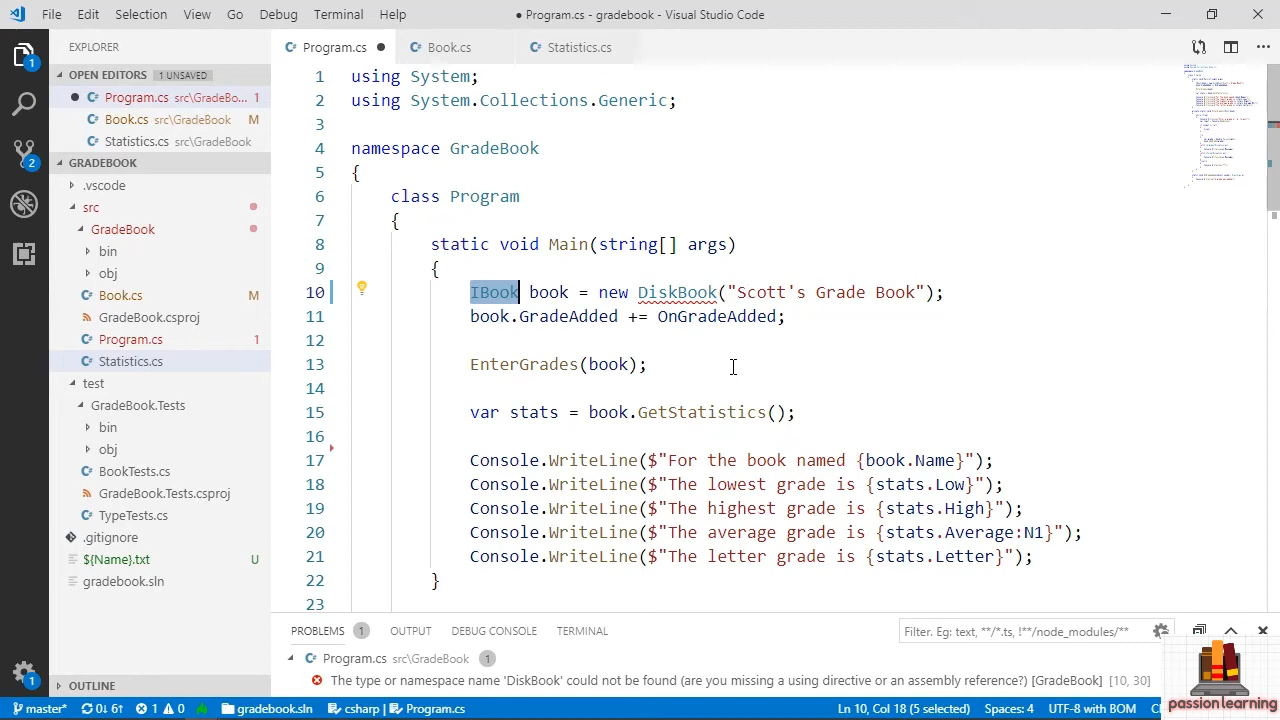 File Edit Selection View Go Debug Terminal Help
● Program.cs - gradebook - Visual Studio Code
EXPLORER
OPEN EDITORS 1 UNSAVED
Program.cs src\GradeBo... 1
Book.cs src\GradeBook M
Statistics.cs src\GradeBook
GRADEBOOK
.vscode
src
GradeBook
bin
obj
Book.cs M
GradeBook.csproj
Program.cs 1
Statistics.cs
test
GradeBook.Tests
bin
obj
BookTests.cs
GradeBook.Tests.csproj
TypeTests.cs
.gitignore
${Name}.txt U
gradebook.sln
OUTLINE
1
2
1
Program.cs ● Book.cs Statistics.cs
1 using System;
2 using System.Collections.Generic;
3
4 namespace GradeBook
5 {
6 class Program
7 {
8 static void Main(string[] args)
9 {
10 IBook book = new DiskBook("Scott's Grade Book");
11 book.GradeAdded += OnGradeAdded;
12
13 EnterGrades(book);
14
15 var stats = book.GetStatistics();
16
17 Console.WriteLine($"For the book named {book.Name}");
18 Console.WriteLine($"The lowest grade is {stats.Low}");
19 Console.WriteLine($"The highest grade is {stats.High}");
20 Console.WriteLine($"The average grade is {stats.Average:N1}");
21 Console.WriteLine($"The letter grade is {stats.Letter}");
22 }
23
PROBLEMS 1 OUTPUT DEBUG CONSOLE TERMINAL
Filter. Eg: text, **/*.ts, !**/node_modules/**
Program.cs src\GradeBook 1
The type or namespace name 'DiskBook' could not be found (are you missing a using directive or an assembly reference?) [GradeBook] [10, 30]
master* 0↓ 6↑ 1 0 gradebook.sln csharp | Program.cs Ln 10, Col 18 (5 selected) Spaces: 4 UTF-8 with BOM
passion learning